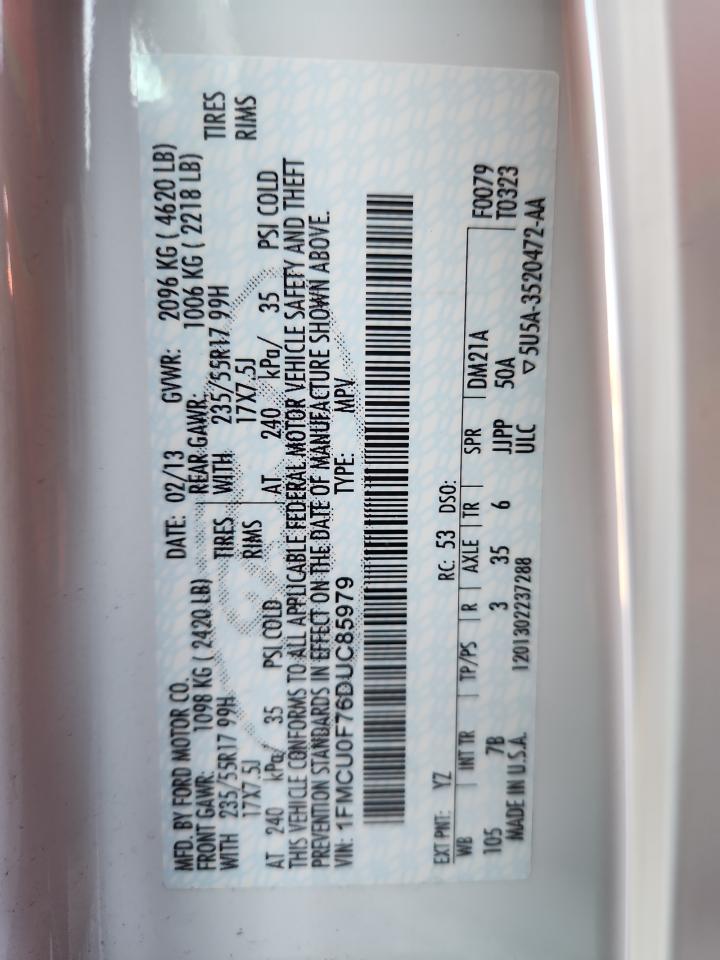 MFD. BY FORD MOTOR CO. DATE: 02/13 GVWR: 2096 KG ( 4620 LB)
FRONT GAWR: 1098 KG ( 2420 LB) REAR GAWR: 1006 KG ( 2218 LB)
WITH 235/55R17 99H TIRES WITH 235/55R17 99H TIRES
17X7.5J RIMS 17X7.5J RIMS
AT 240 kPa/ 35 PSI COLD AT 240 kPa/ 35 PSI COLD
THIS VEHICLE CONFORMS TO ALL APPLICABLE FEDERAL MOTOR VEHICLE SAFETY AND THEFT
PREVENTION STANDARDS IN EFFECT ON THE DATE OF MANUFACTURE SHOWN ABOVE.
VIN: 1FMCU0F76DUC85979 TYPE: MPV
EXT PNT: YZ RC: 53 DSO: F0079
WB INT TR TP/PS R AXLE TR SPR DM21A T0323
105 7B 3 35 6 JJPP 50A
MADE IN U.S.A. 1201302237288 ULC ▽5U5A-3520472-AA